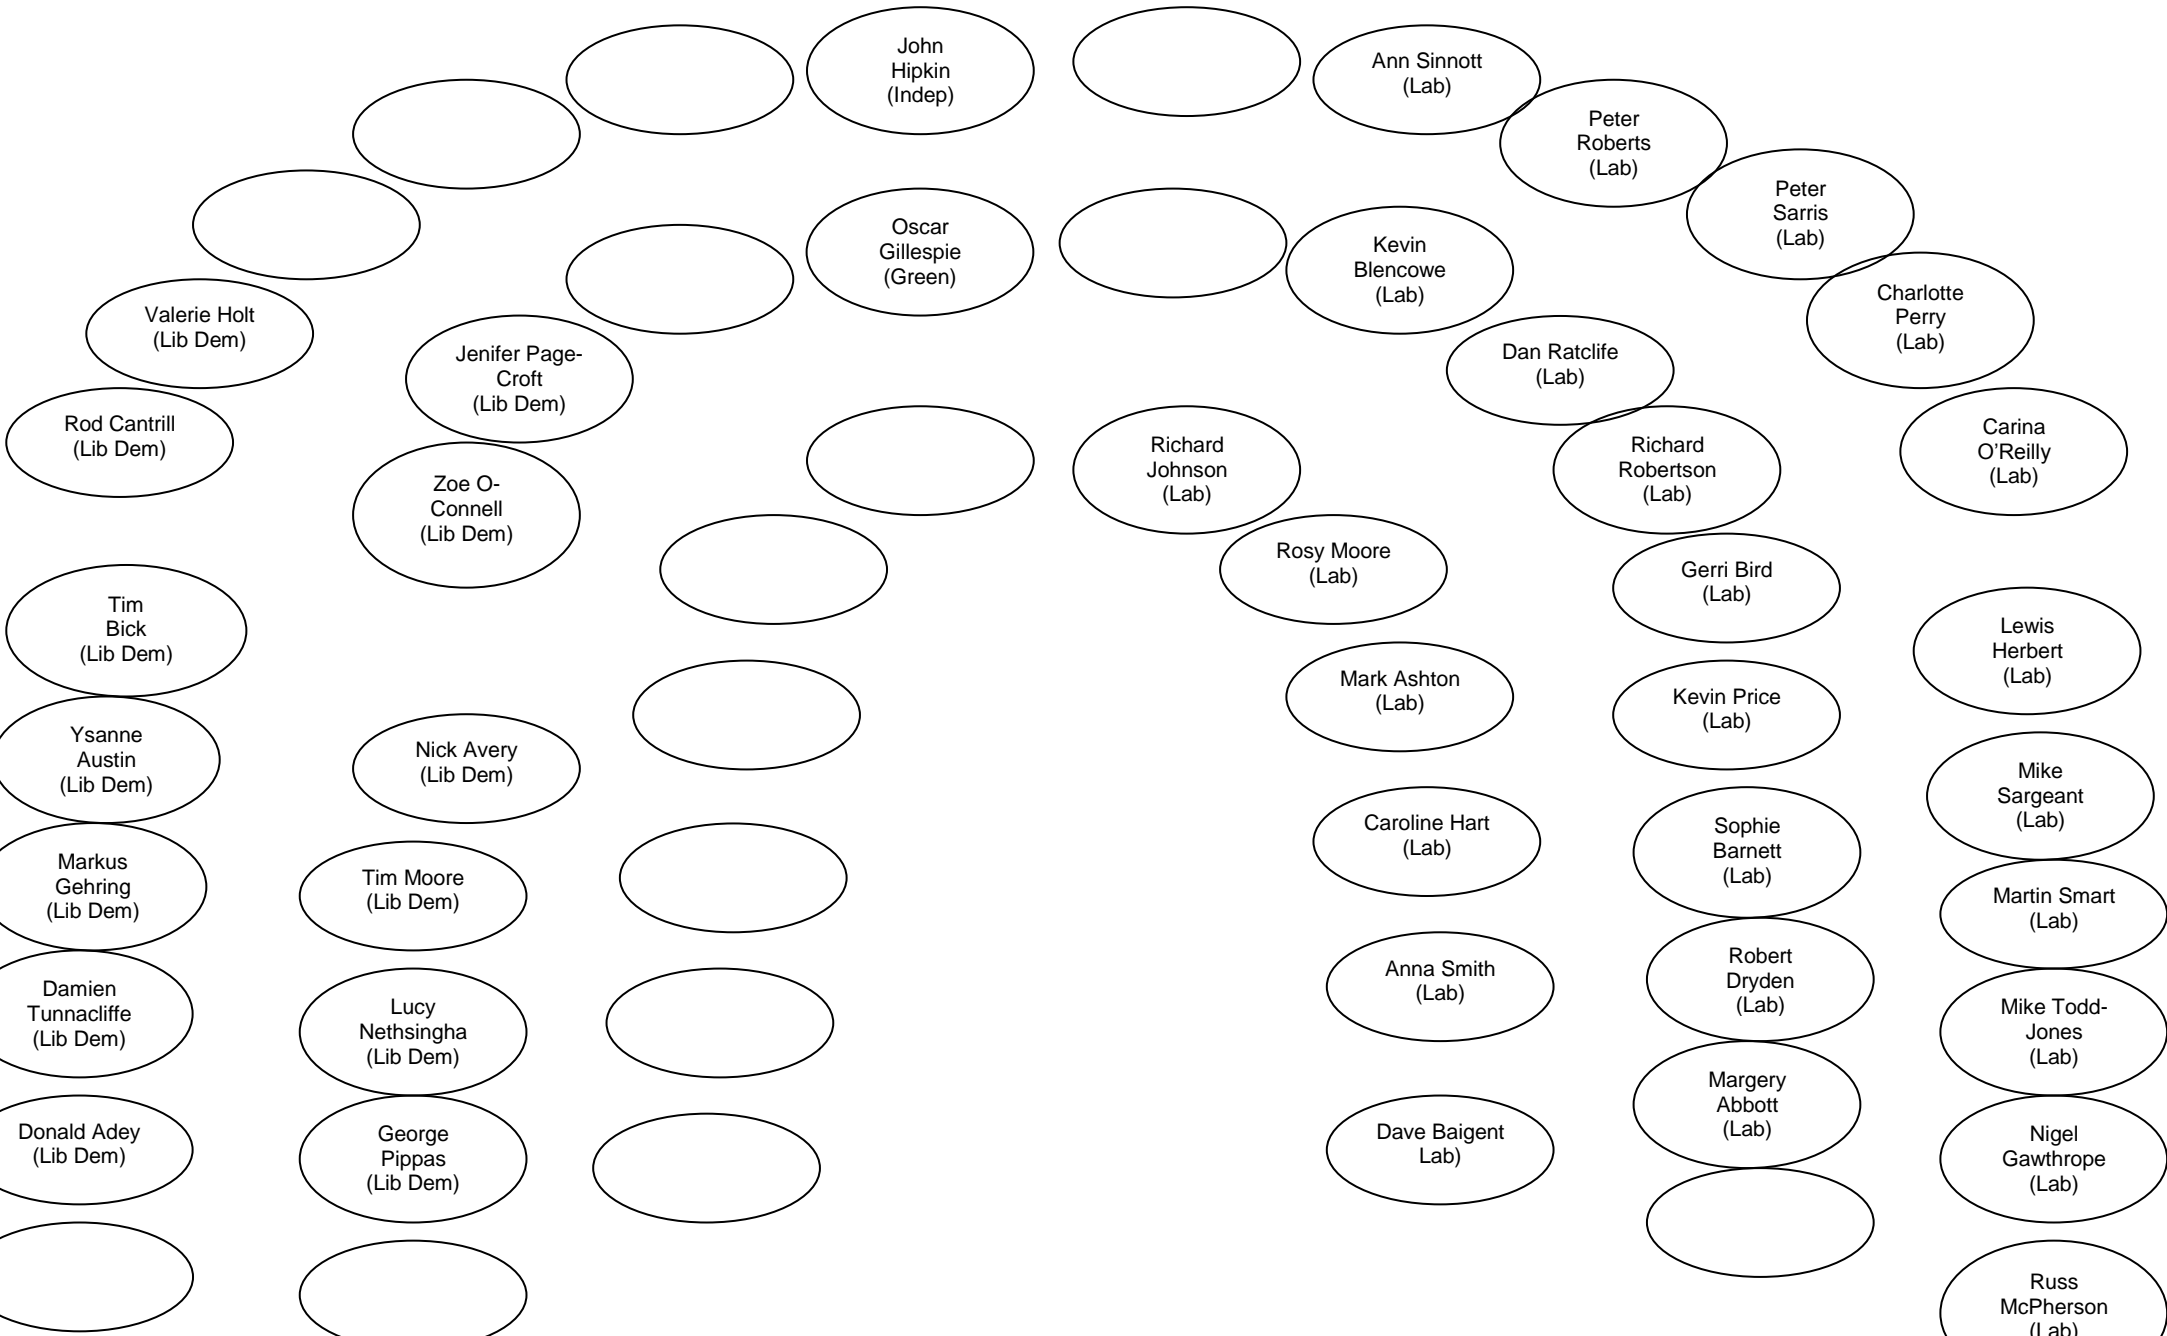 John
Hipkin
(Indep)
Ann Sinnott
(Lab)
Peter
Roberts
(Lab)
Peter
Sarris
(Lab)
Oscar
Gillespie
(Green)
Kevin
Blencowe
(Lab)
Charlotte
Perry
(Lab)
Valerie Holt
(Lib Dem)
Jenifer Page-
Croft
(Lib Dem)
Dan Ratclife
(Lab)
Rod Cantrill
(Lib Dem)
Zoe O-
Connell
(Lib Dem)
Richard
Johnson
(Lab)
Richard
Robertson
(Lab)
Carina
O'Reilly
(Lab)
Rosy Moore
(Lab)
Gerri Bird
(Lab)
Tim
Bick
(Lib Dem)
Lewis
Herbert
(Lab)
Mark Ashton
(Lab)
Kevin Price
(Lab)
Ysanne
Austin
(Lib Dem)
Nick Avery
(Lib Dem)
Mike
Sargeant
(Lab)
Caroline Hart
(Lab)
Sophie
Barnett
(Lab)
Markus
Gehring
(Lib Dem)
Tim Moore
(Lib Dem)
Martin Smart
(Lab)
Anna Smith
(Lab)
Robert
Dryden
(Lab)
Damien
Tunnacliffe
(Lib Dem)
Lucy
Nethsingha
(Lib Dem)
Mike Todd-
Jones
(Lab)
Margery
Abbott
(Lab)
Donald Adey
(Lib Dem)
George
Pippas
(Lib Dem)
Dave Baigent
Lab)
Nigel
Gawthrope
(Lab)
Russ
McPherson
(Lab)